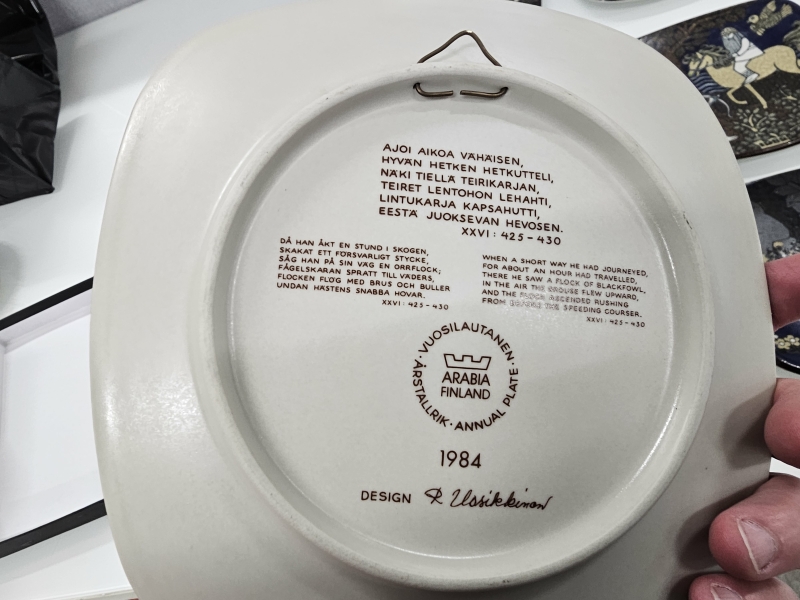 AJOI AIKOA VÄHÄISEN,
HYVÄN HETKEN HETKUTTELI,
NÄKI TIELLÄ TEIRIKARJAN,
TEIRET LENTOHON LEHAHTI,
LINTUKARJA KAPSAHUTTI,
EESTÄ JUOKSEVAN HEVOSEN.
XXVI: 425-430
DÅ HAN ÅKT EN STUND I SKOGEN,
SKAKAT ETT FÖRSVARLIGT STYCKE,
SÅG HAN PÅ SIN VÄG EN ORRFLOCK;
FÅGELSKARAN SPRATT TILL VÄDERS,
FLOCKEN FLÖG MED BRUS OCH BULLER
UNDAN HÄSTENS SNABBA HOVAR.
XXVI: 425-430
WHEN A SHORT WAY HE HAD JOURNEYED,
FOR ABOUT AN HOUR HAD TRAVELLED,
THERE HE SAW A FLOCK OF BLACKFOWL,
IN THE AIR THE GROUSE FLEW UPWARD,
AND THE FLOCK ASCENDED RUSHING
FROM BEFORE THE SPEEDING COURSER.
XXVI: 425-430
· VUOSILAUTANEN ·
ÅRSTALLRIK · ANNUAL PLATE
ARABIA
FINLAND
1984
DESIGN R Uosikkinen